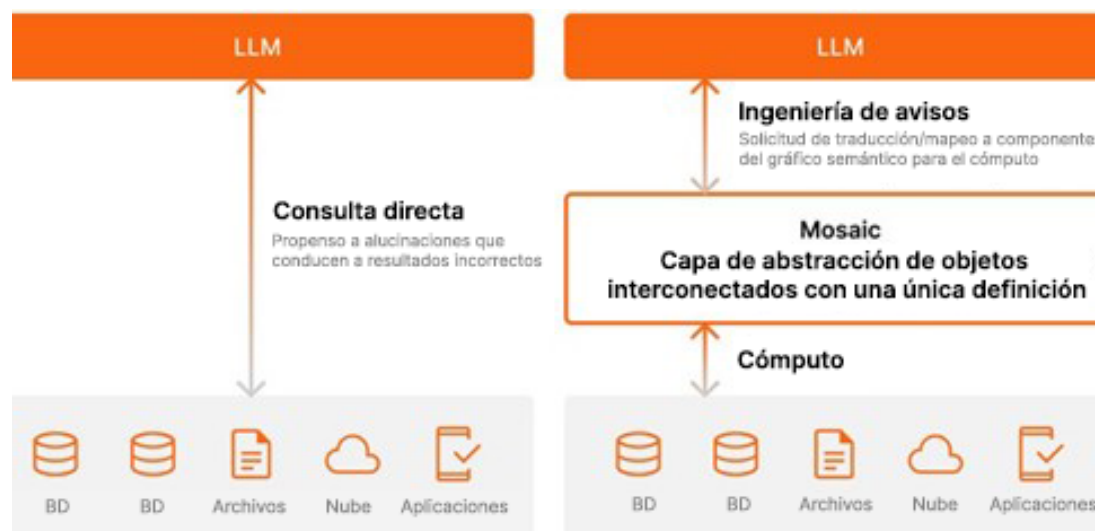 LLM
Consulta directa
Propenso a alucinaciones que
conducen a resultados incorrectos
BD
BD
Archivos
Nube
Aplicaciones
LLM
Ingeniería de avisos
Solicitud de traducción/mapeo a componente
del gráfico semántico para el cómputo
Mosaic
Capa de abstracción de objetos
interconectados con una única definición
Cómputo
BD
BD
Archivos
Nube
Aplicaciones